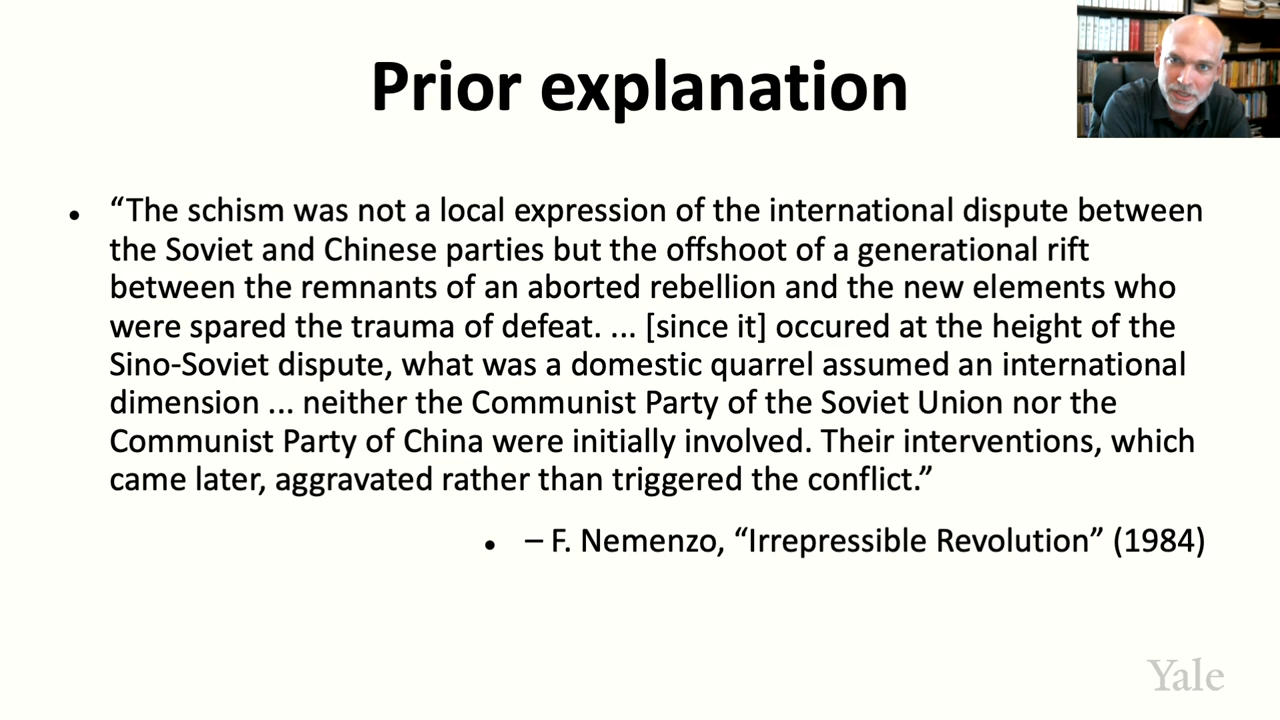 Prior explanation
• “The schism was not a local expression of the international dispute between
the Soviet and Chinese parties but the offshoot of a generational rift
between the remnants of an aborted rebellion and the new elements who
were spared the trauma of defeat. ... [since it] occured at the height of the
Sino-Soviet dispute, what was a domestic quarrel assumed an international
dimension ... neither the Communist Party of the Soviet Union nor the
Communist Party of China were initially involved. Their interventions, which
came later, aggravated rather than triggered the conflict.”
• – F. Nemenzo, “Irrepressible Revolution” (1984)
Yale